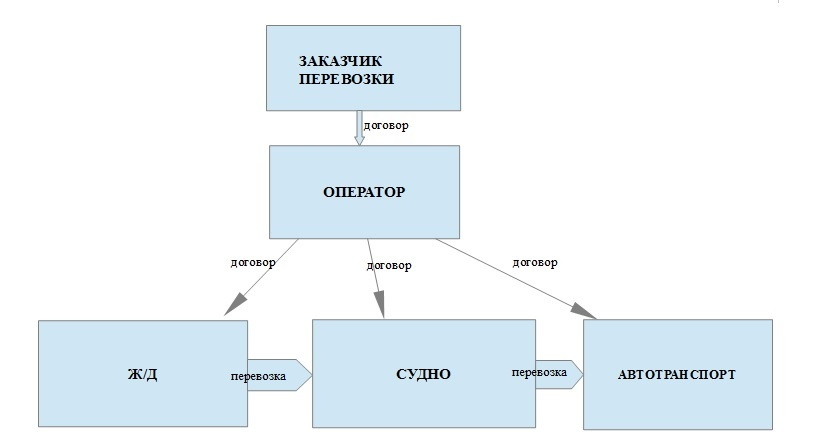 ЗАКАЗЧИК
ПЕРЕВОЗКИ
договор
ОПЕРАТОР
договор
договор
договор
Ж/Д
перевозка
СУДНО
перевозка
АВТОТРАНСПОРТ